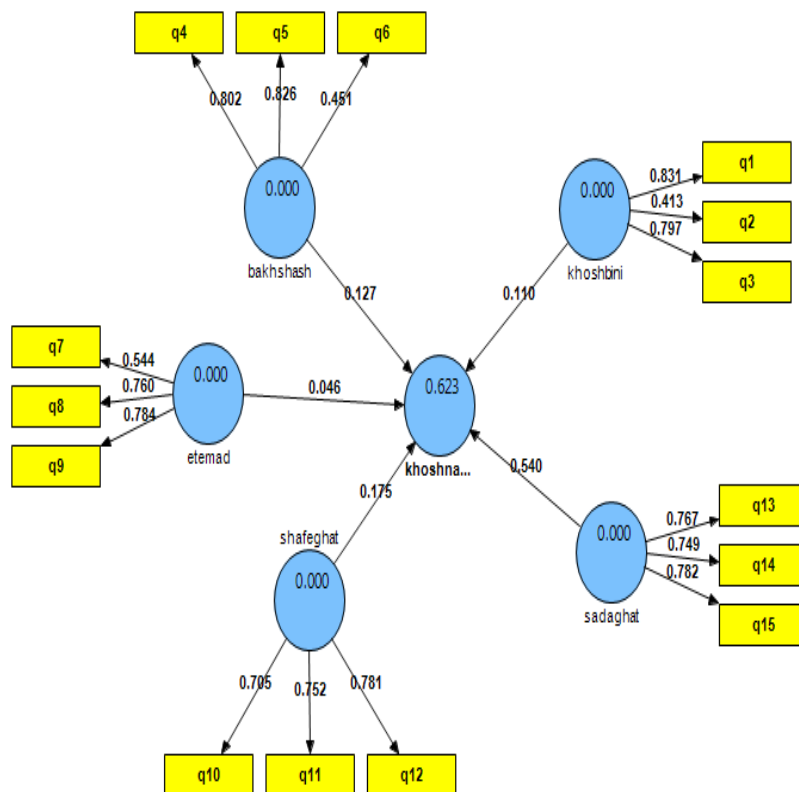 q4 q5 q6
0.802 0.826 0.451
0.000
bakhshash
0.127
q1
q2
q3
0.831
0.413
0.797
0.000
khoshbini
0.110
q7
q8
q9
0.544
0.760
0.784
0.000
etemad
0.046
0.623
khoshna...
shafeghat
0.000
0.175
0.705 0.752 0.781
q10 q11 q12
0.540
0.000
sadaghat
0.767
0.749
0.782
q13
q14
q15